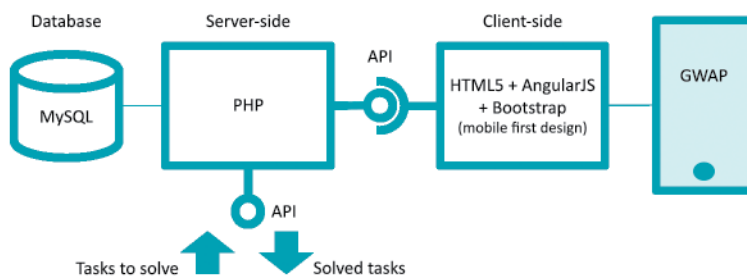 Database
Server-side
Client-side
API
MySQL
PHP
HTML5 + AngularJS
+ Bootstrap
(mobile first design)
GWAP
API
Tasks to solve
Solved tasks